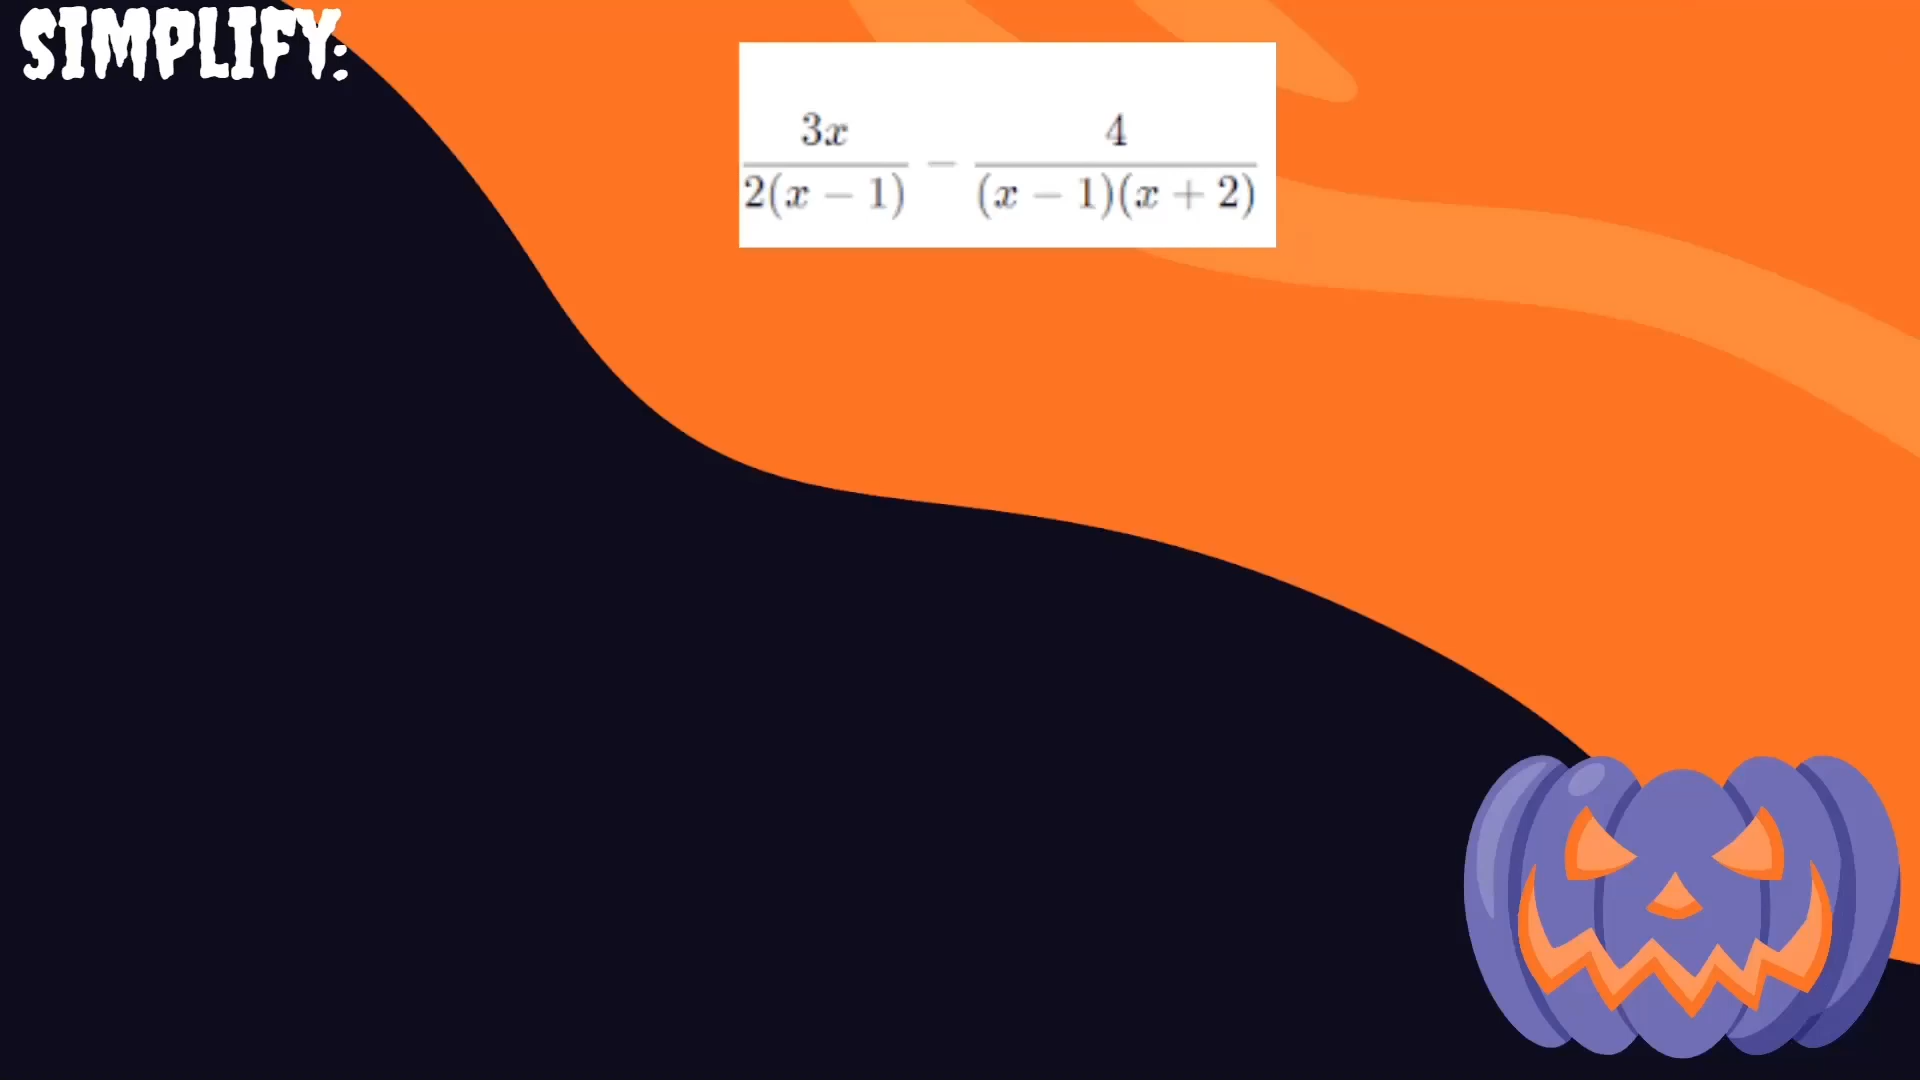 SIMPLIFY:
3x / 2(x − 1) − 4 / (x − 1)(x + 2)